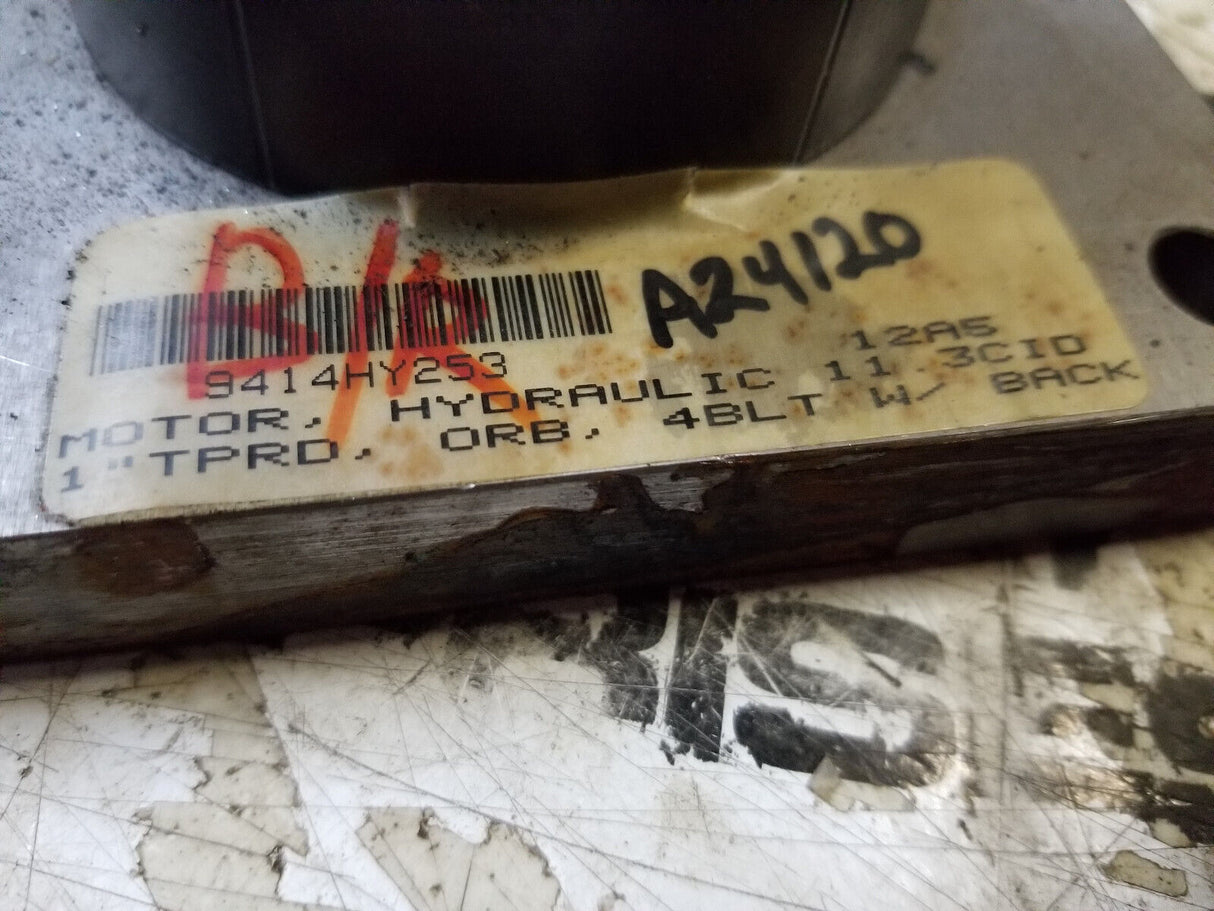 B/R
A24120
9414HY253
12A5
MOTOR, HYDRAULIC 11.3CID
1"TPRD, ORB, 4BLT W/ BACK